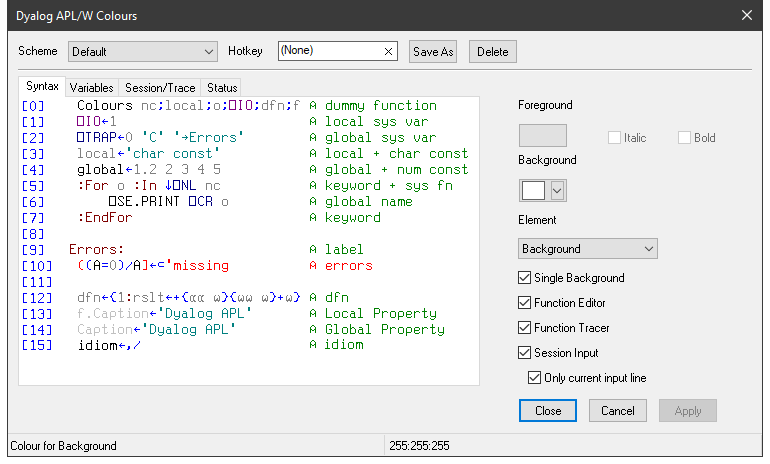 Dyalog APL/W Colours
Scheme Default Hotkey (None) Save As Delete
Syntax Variables Session/Trace Status
[0] Colours nc;local;o;⎕IO;dfn;f ⍝ dummy function
[1] ⎕IO←1 ⍝ local sys var
[2] ⎕TRAP←0 'C' '→Errors' ⍝ global sys var
[3] local←'char const' ⍝ local + char const
[4] global←1.2 2 3 4 5 ⍝ global + num const
[5] :For o :In ↓⎕NL nc ⍝ keyword + sys fn
[6] ⎕SE.PRINT ⎕CR o ⍝ global name
[7] :EndFor ⍝ keyword
[8]
[9] Errors: ⍝ label
[10] ((A=0)/A]←⊂'missing ⍝ errors
[11]
[12] dfn←{1:rslt←+{⍺⍺ ⍵}{⍵⍵ ⍵}+⍵} ⍝ dfn
[13] f.Caption←'Dyalog APL' ⍝ Local Property
[14] Caption←'Dyalog APL' ⍝ Global Property
[15] idiom←,/ ⍝ idiom
Foreground
Italic Bold
Background
Element
Background
Single Background
Function Editor
Function Tracer
Session Input
Only current input line
Close Cancel Apply
Colour for Background 255:255:255